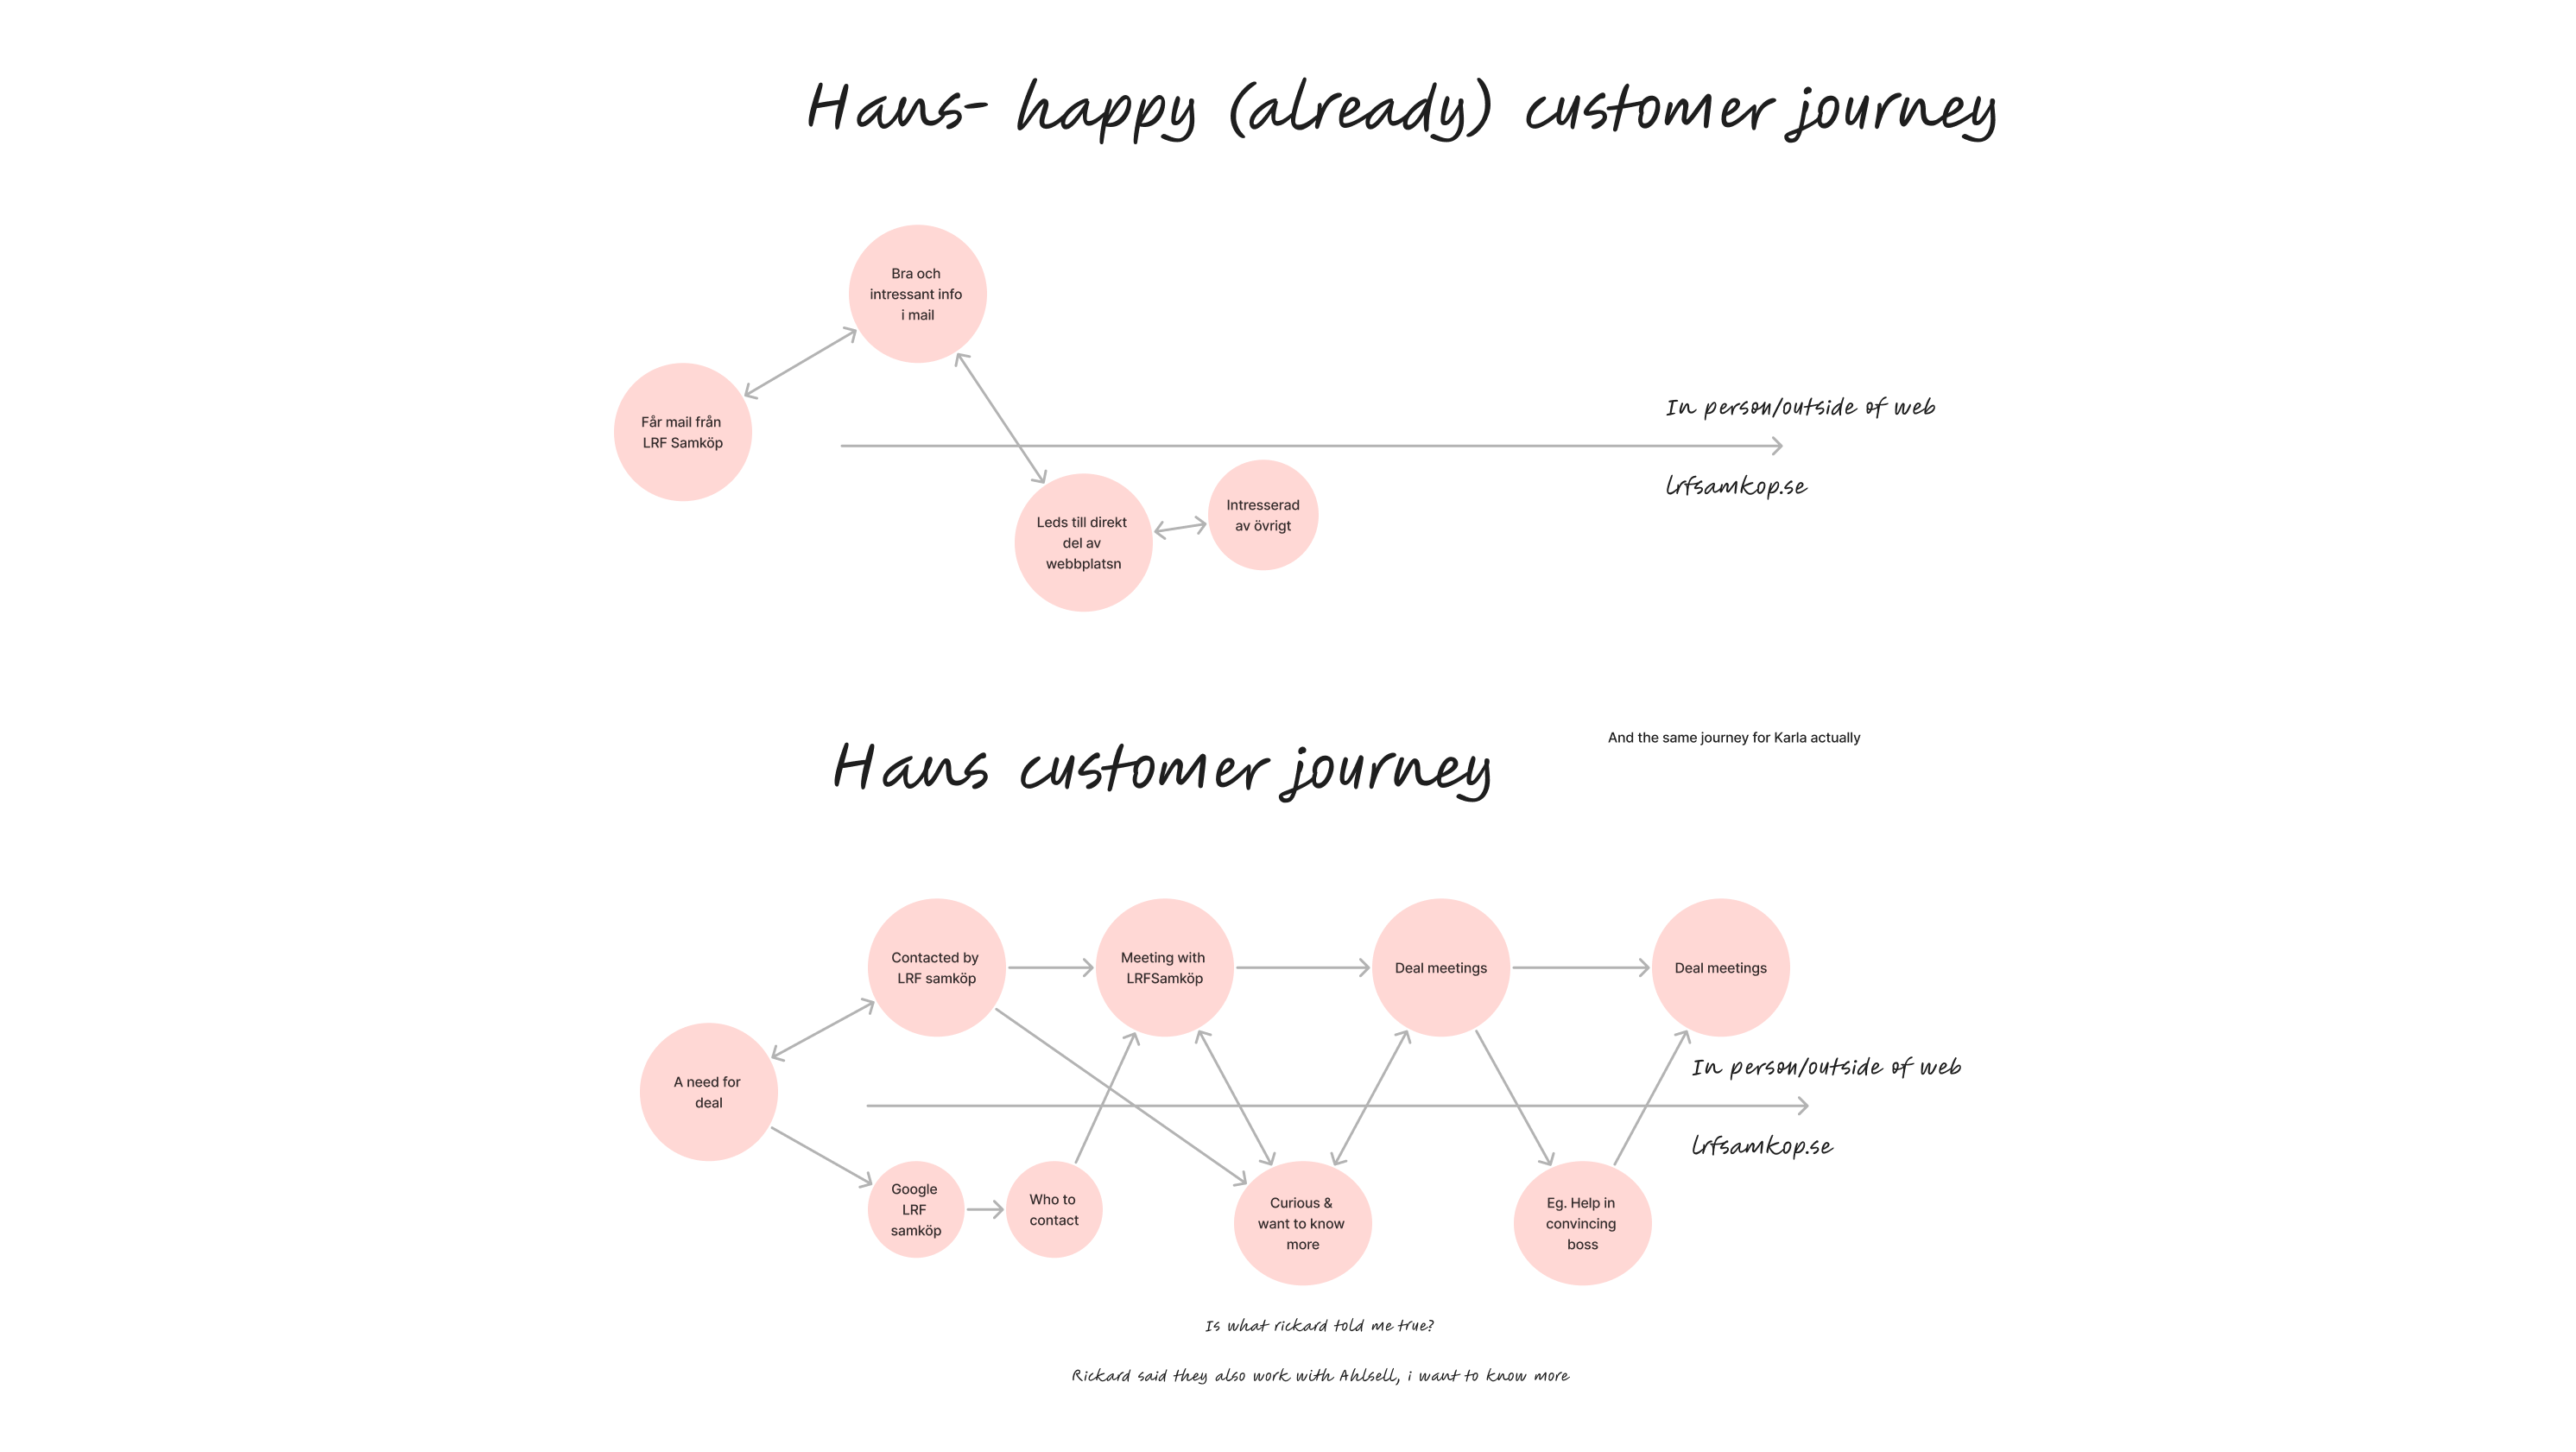 Hans- happy (already) customer journey
Bra och
intressant info
i mail
Får mail från
LRF Samköp
In person/outside of web
lrfsamkop.se
Leds till direkt
del av
webbplatsn
Intresserad
av övrigt
And the same journey for Karla actually
Hans customer journey
Contacted by
LRF samköp
Meeting with
LRFSamköp
Deal meetings
Deal meetings
A need for
deal
In person/outside of web
lrfsamkop.se
Google
LRF
samköp
Who to
contact
Curious &
want to know
more
Eg. Help in
convincing
boss
Is what rickard told me true?
Rickard said they also work with Ahlsell, i want to know more